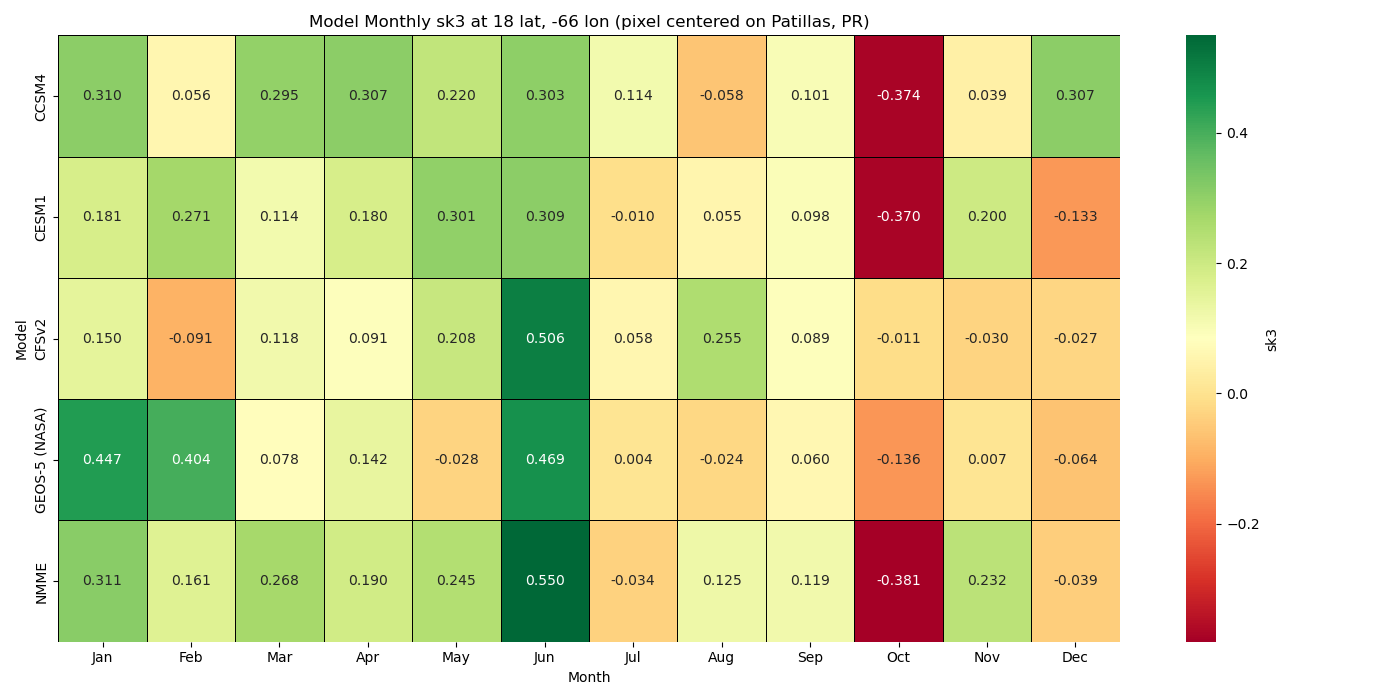 Model Monthly sk3 at 18 lat, -66 lon (pixel centered on Patillas, PR)
Model
CCSM4 0.310 0.056 0.295 0.307 0.220 0.303 0.114 -0.058 0.101 -0.374 0.039 0.307
CESM1 0.181 0.271 0.114 0.180 0.301 0.309 -0.010 0.055 0.098 -0.370 0.200 -0.133
CFSv2 0.150 -0.091 0.118 0.091 0.208 0.506 0.058 0.255 0.089 -0.011 -0.030 -0.027
GEOS-5 (NASA) 0.447 0.404 0.078 0.142 -0.028 0.469 0.004 -0.024 0.060 -0.136 0.007 -0.064
NMME 0.311 0.161 0.268 0.190 0.245 0.550 -0.034 0.125 0.119 -0.381 0.232 -0.039
Jan Feb Mar Apr May Jun Jul Aug Sep Oct Nov Dec
Month
0.4
0.2
0.0
−0.2
sk3